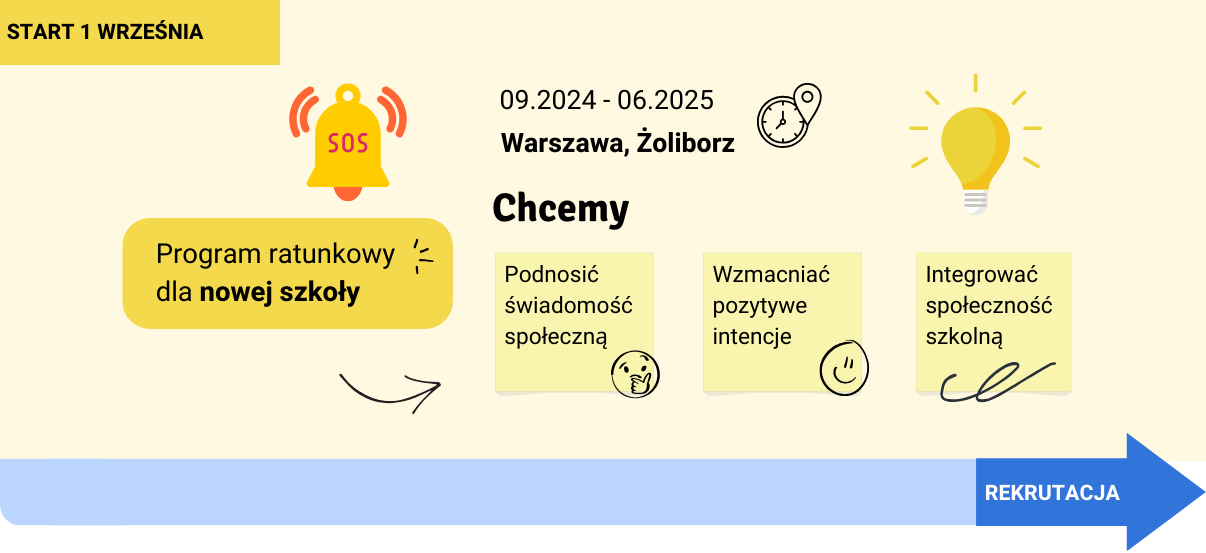 START 1 WRZEŚNIA
SOS
09.2024 - 06.2025
Warszawa, Żoliborz
Program ratunkowy
dla nowej szkoły
Chcemy
Podnosić
świadomość
społeczną
Wzmacniać
pozytywe
intencje
Integrować
społeczność
szkolną
REKRUTACJA